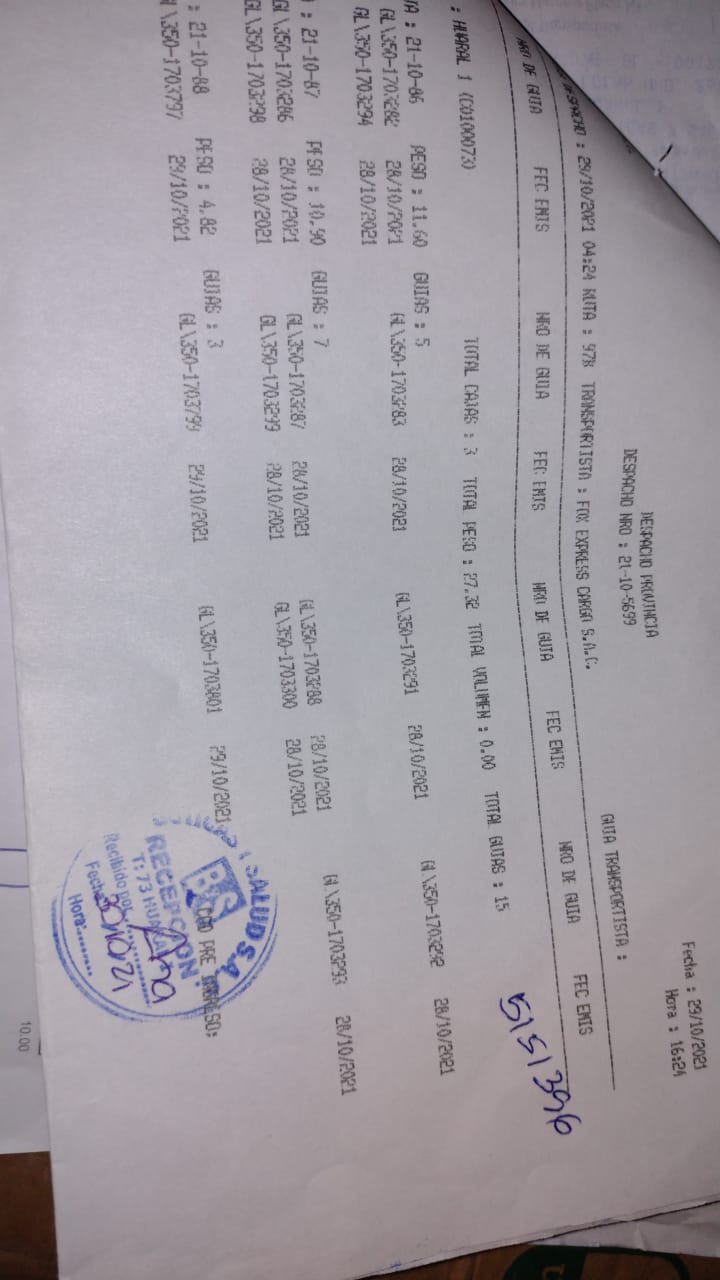 Fecha : 29/10/2021
Hora : 16:24
DESPACHO PROVINCIA
DESPACHO NRO : 21-10-5699
GUIA TRANSPORTISTA :
DESPACHO : 29/10/2021 04:24 RUTA : 978 TRANSPORTISTA : FOX EXPRESS CARGO S.A.C.
NRO DE GUIA FEC EMIS NRO DE GUIA FEC EMIS NRO DE GUIA FEC EMIS NRO DE GUIA FEC EMIS
5151396
: HUARAL 1 (C0100073) TOTAL CAJAS : 3 TOTAL PESO : 27.32 TOTAL VOLUMEN : 0.00 TOTAL GUIAS : 15
TA : 21-10-86 PESO : 11.60 GUIAS : 5
GL\350-1703282 28/10/2021 GL\350-1703283 28/10/2021 GL\350-1703291 28/10/2021 GL\350-1703292 28/10/2021
GL\350-1703294 28/10/2021
: 21-10-87 PESO : 10.90 GUIAS : 7
GL\350-1703286 28/10/2021 GL\350-1703287 28/10/2021 GL\350-1703288 28/10/2021 GL\350-1703293 28/10/2021
GL\350-1703298 28/10/2021 GL\350-1703299 28/10/2021 GL\350-1703300 28/10/2021
: 21-10-88 PESO : 4.82 GUIAS : 3
GL\350-1703797 29/10/2021 GL\350-1703799 29/10/2021 GL\350-1703801 29/10/2021
COD PRE INGRESO:
SALUD S.A.
BS
RECEPCION
T: 73 HUARAL
Recibido por: Ana
Fecha: 30/10/21
Hora:
10.00